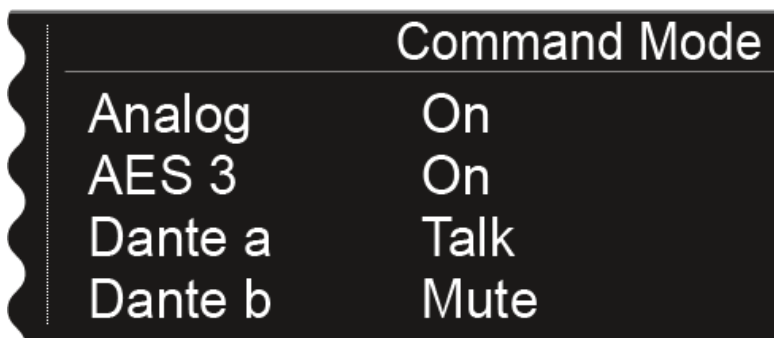 Command Mode
Analog On
AES 3 On
Dante a Talk
Dante b Mute